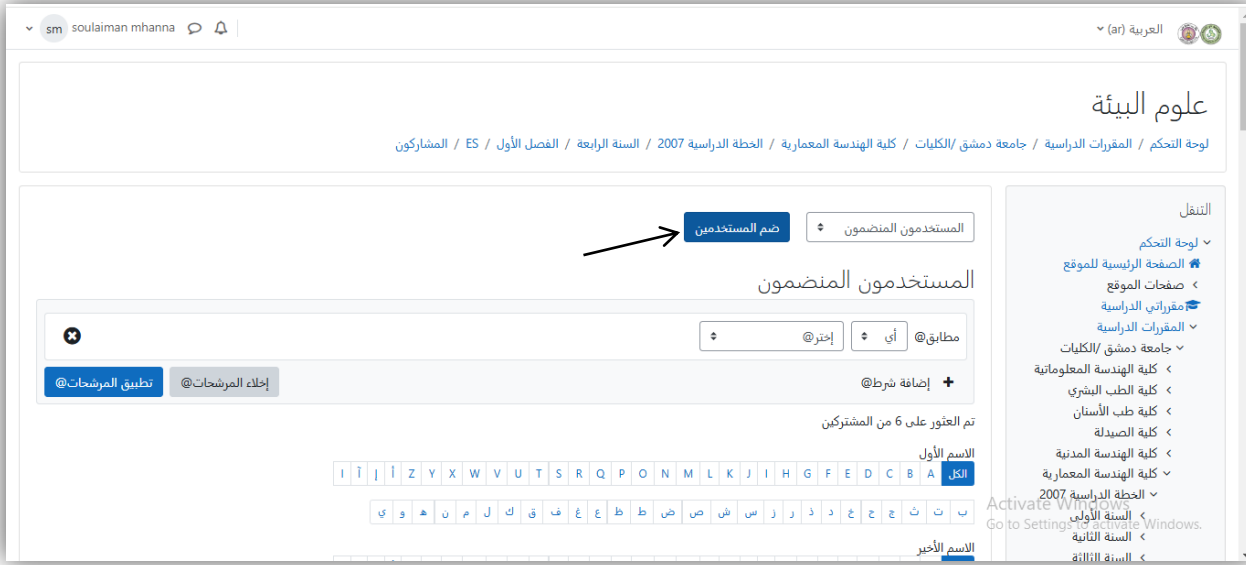 العربية (ar)
soulaiman mhanna sm
علوم البيئة
لوحة التحكم / المقررات الدراسية / جامعة دمشق /الكليات / كلية الهندسة المعمارية / الخطة الدراسية 2007 / السنة الرابعة / الفصل الأول / ES / المشاركون
التنقل
لوحة التحكم
الصفحة الرئيسية للموقع
صفحات الموقع
مقرراتي الدراسية
المقررات الدراسية
جامعة دمشق /الكليات
كلية الهندسة المعلوماتية
كلية الطب البشري
كلية طب الأسنان
كلية الصيدلة
كلية الهندسة المدنية
كلية الهندسة المعمارية
الخطة الدراسية 2007
السنة الأولى
السنة الثانية
السنة الثالثة
المستخدمون المنضمون ضم المستخدمين
المستخدمون المنضمون
مطابق@ أي إختر@
إضافة شرط@ إخلاء المرشحات@ تطبيق المرشحات@
تم العثور على 6 من المشتركين
الاسم الأول
الكل A B C D E F G H I J K L M N O P Q R S T U V W X Y Z أ إ ا آ ا
ب ت ث ج ح خ د ذ ر ز س ش ص ض ط ظ ع غ ف ق ك ل م ن ه و ي
الاسم الأخير
Activate Windows
Go to Settings to activate Windows.